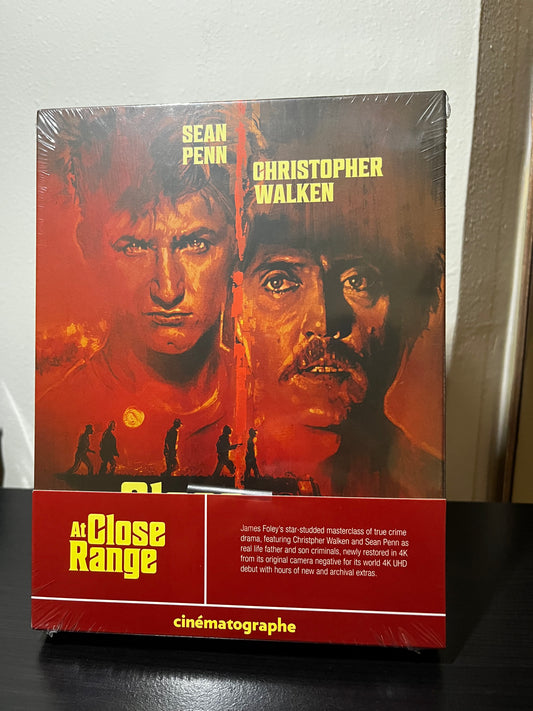 SEAN
PENN
CHRISTOPHER
WALKEN
At Close
Range
James Foley's star-studded masterclass of true crime
drama, featuring Christpher Walken and Sean Penn as
real life father and son criminals, newly restored in 4K
from its original camera negative for its world 4K UHD
debut with hours of new and archival extras.
cinématographe